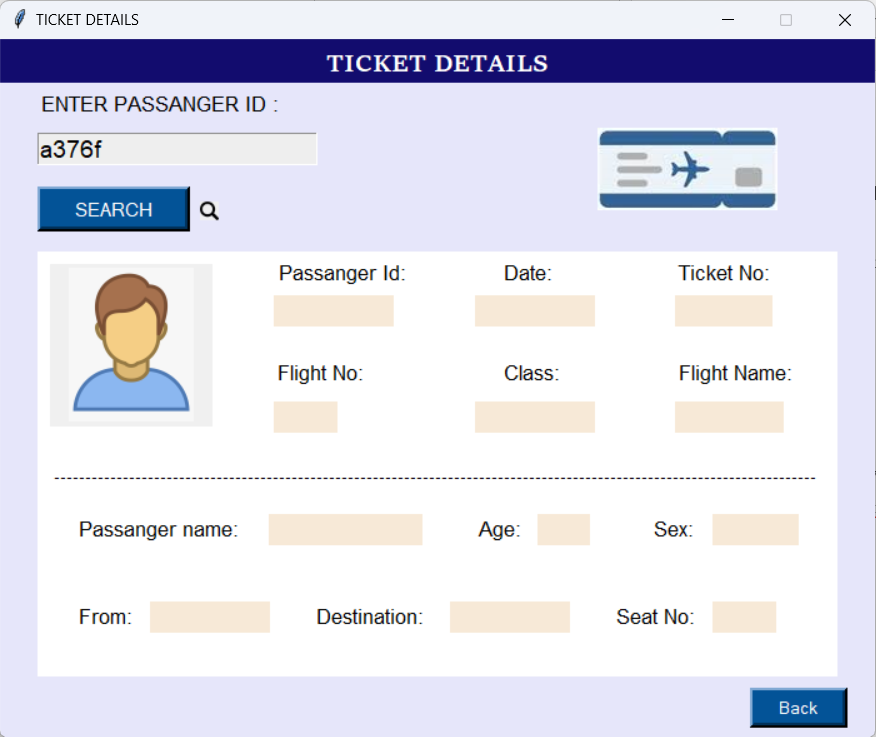 TICKET DETAILS
TICKET DETAILS
ENTER PASSANGER ID :
a376f
SEARCH
Passanger Id: Date: Ticket No:
Flight No: Class: Flight Name:
Passanger name: Age: Sex:
From: Destination: Seat No:
Back